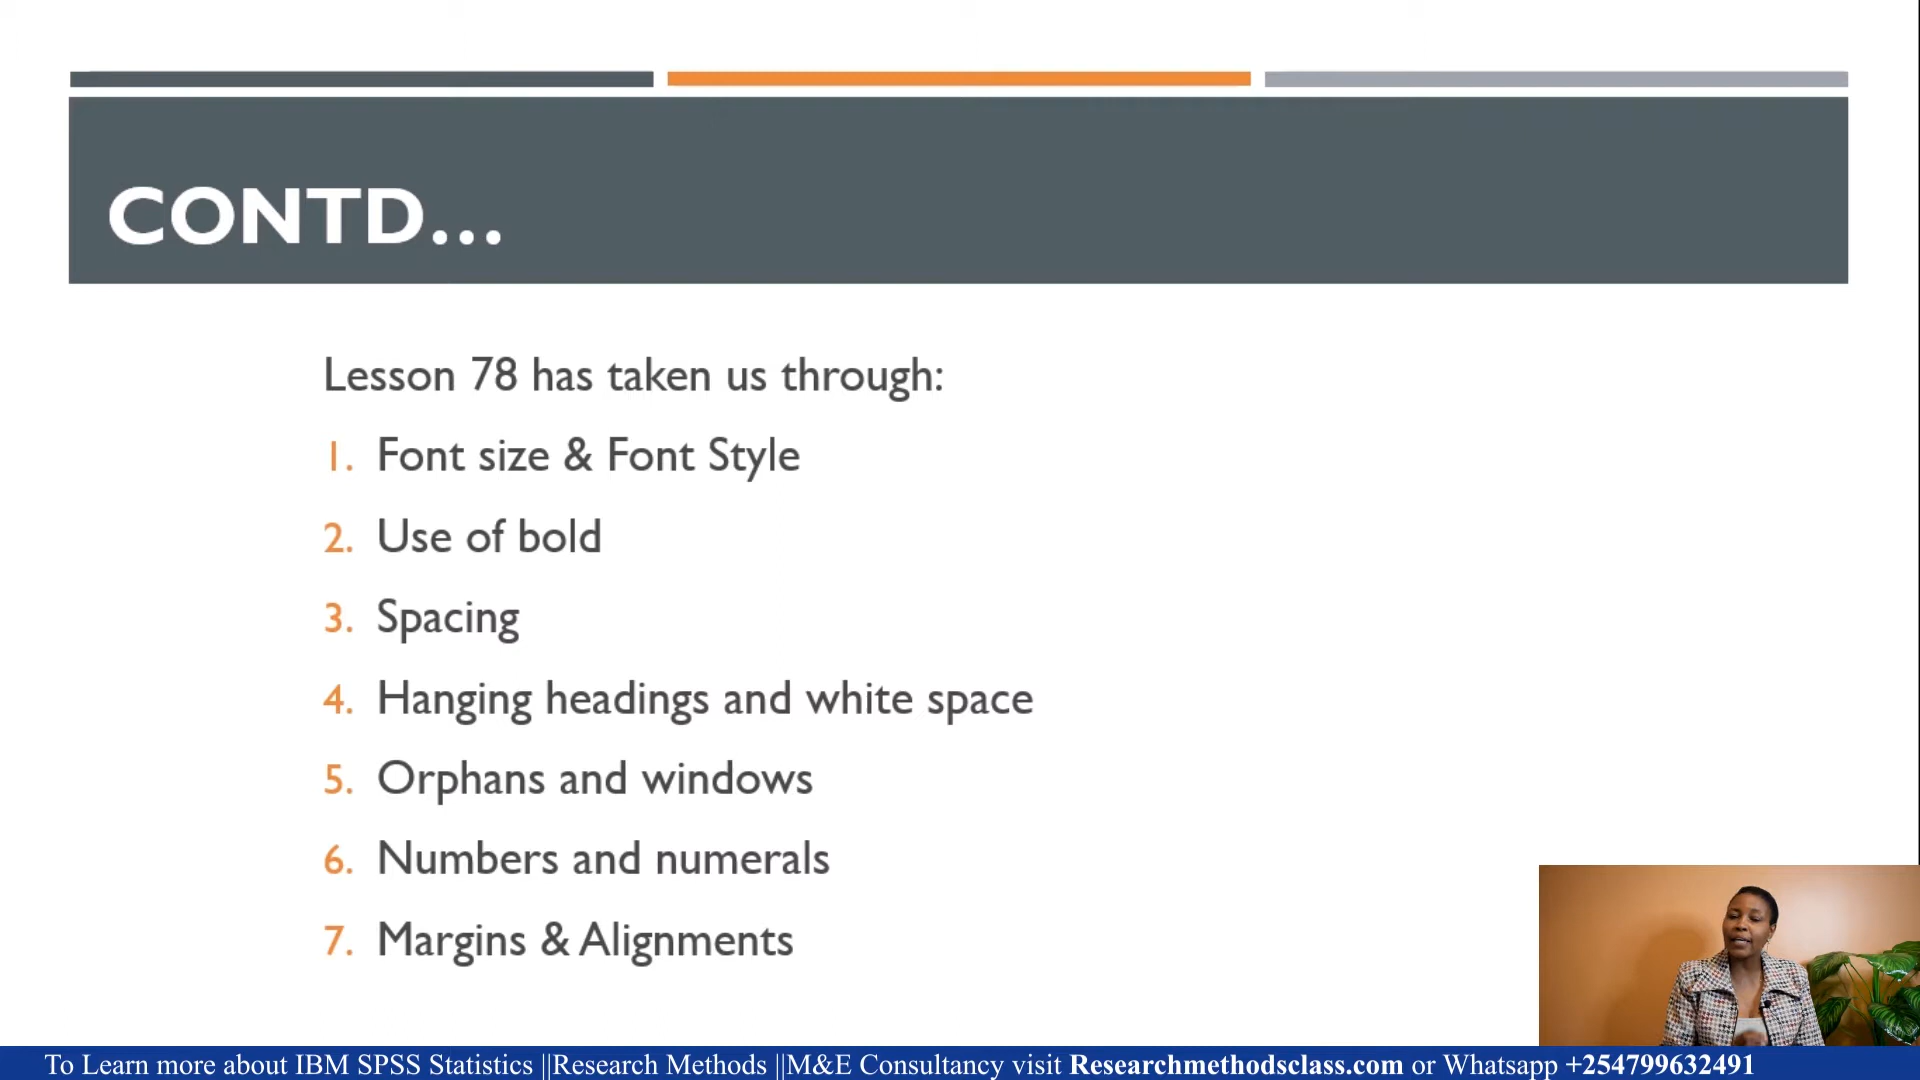 CONTD...
Lesson 78 has taken us through:
1. Font size & Font Style
2. Use of bold
3. Spacing
4. Hanging headings and white space
5. Orphans and windows
6. Numbers and numerals
7. Margins & Alignments
To Learn more about IBM SPSS Statistics ||Research Methods ||M&E Consultancy visit Researchmethodsclass.com or Whatsapp +254799632491